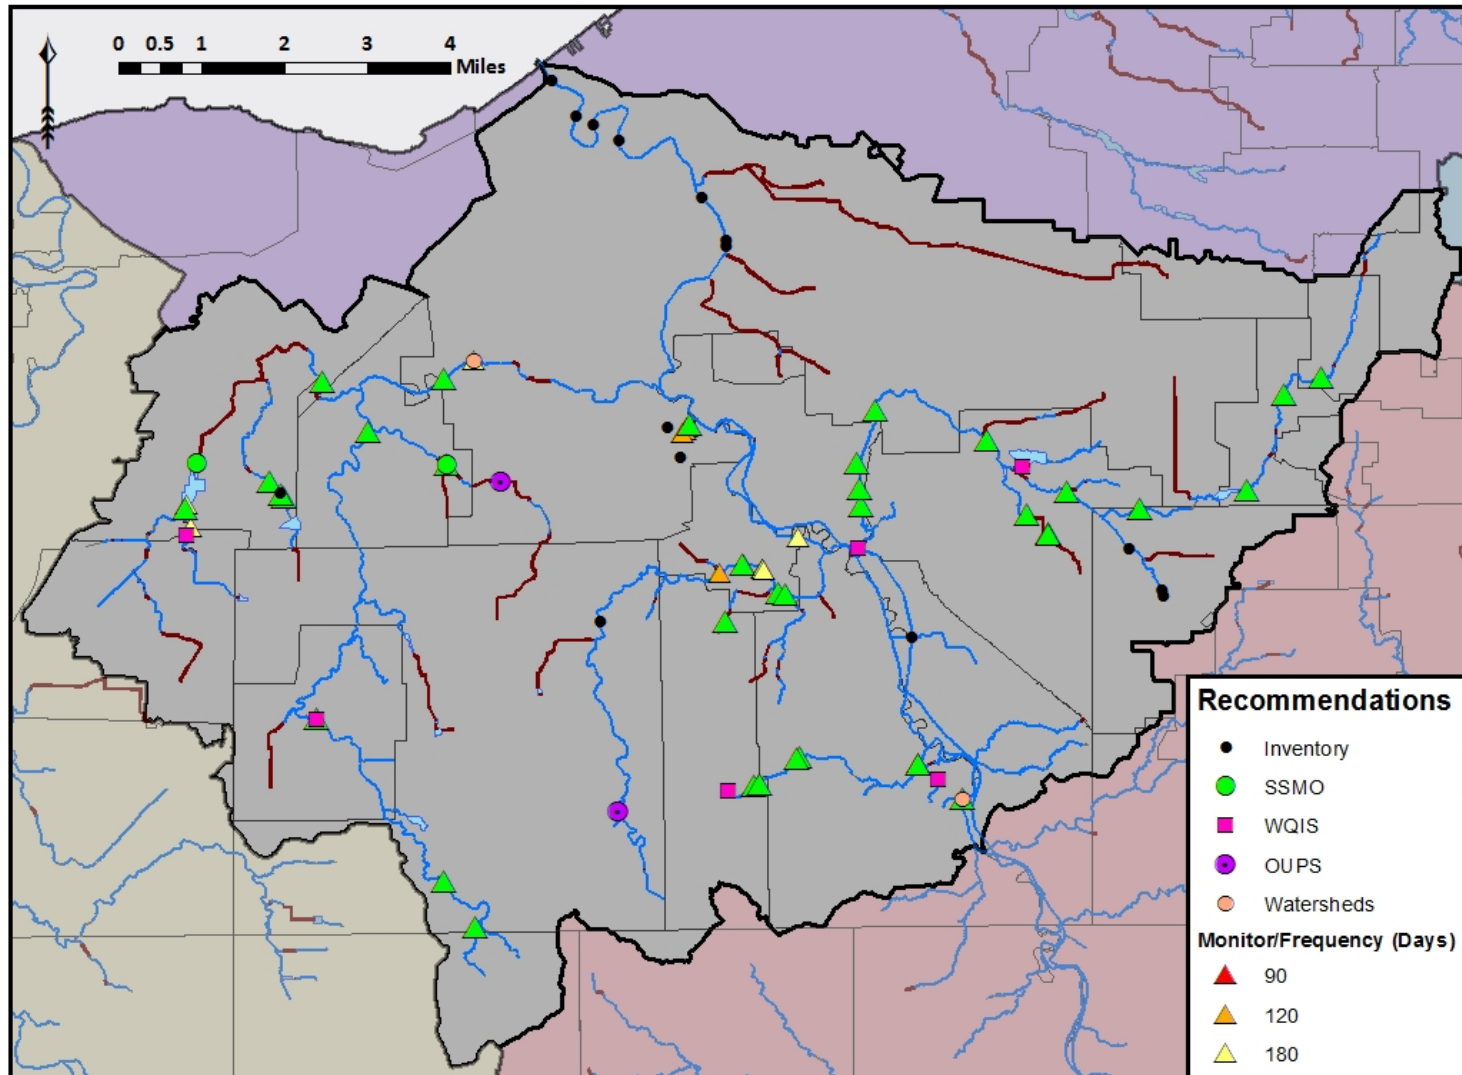 0 0.5 1 2 3 4
Miles
Recommendations
Inventory
SSMO
WQIS
OUPS
Watersheds
Monitor/Frequency (Days)
90
120
180